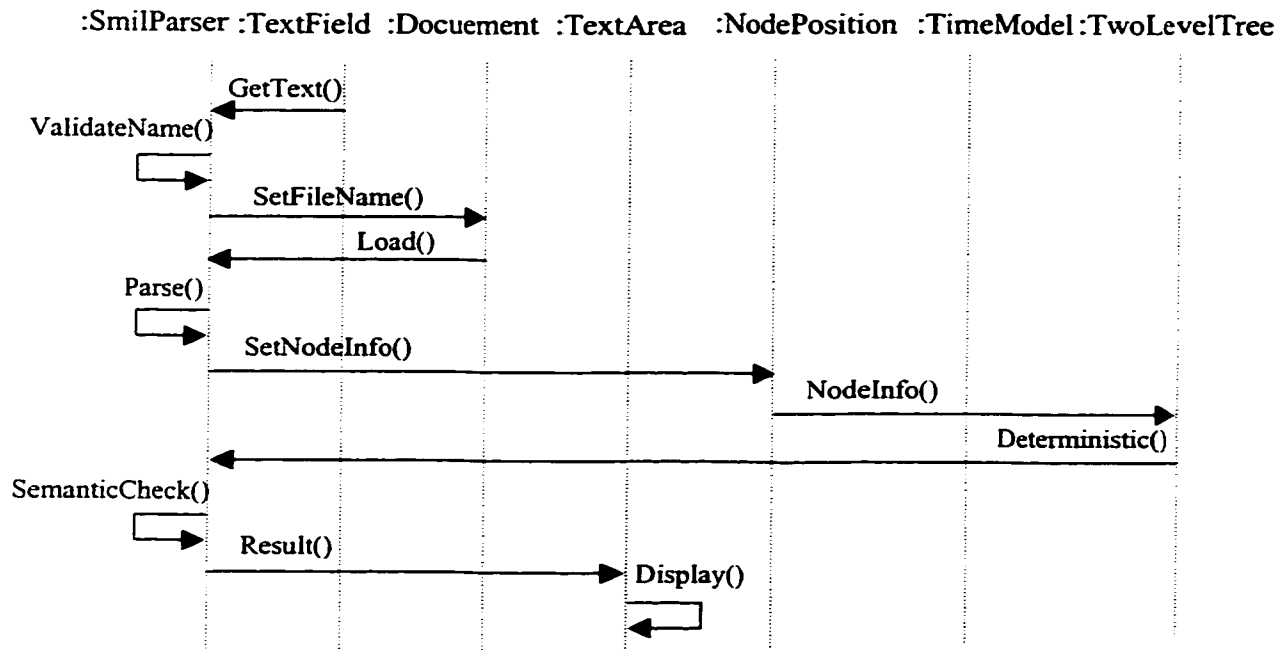 :SmilParser :TextField :Docuement :TextArea :NodePosition :TimeModel :TwoLevelTree
GetText()
ValidateName()
SetFileName()
Load()
Parse()
SetNodeInfo()
NodeInfo()
Deterministic()
SemanticCheck()
Result()
Display()